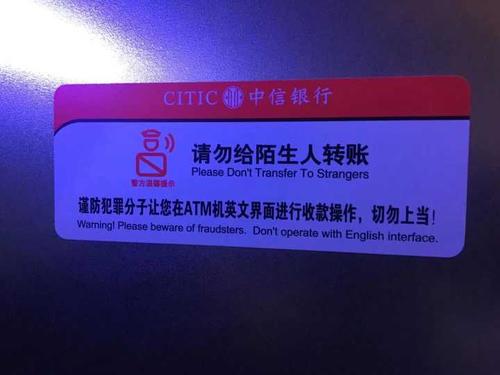 CITIC 中信银行
请勿给陌生人转账
Please Don't Transfer To Strangers
警方温馨提示
谨防犯罪分子让您在ATM机英文界面进行收款操作，切勿上当！
Warning! Please beware of fraudsters. Don't operate with English interface.